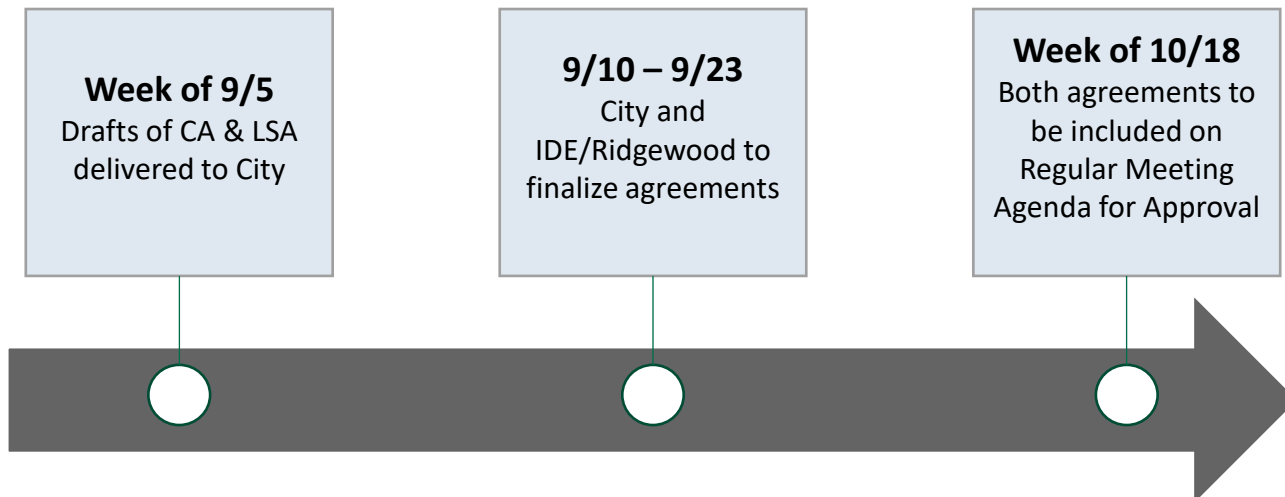 Week of 9/5
Drafts of CA & LSA
delivered to City
9/10 – 9/23
City and
IDE/Ridgewood to
finalize agreements
Week of 10/18
Both agreements to
be included on
Regular Meeting
Agenda for Approval